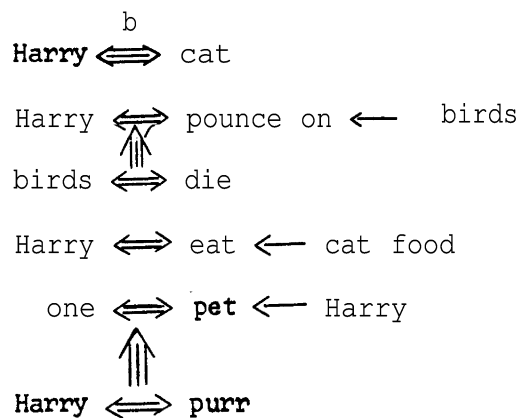 b
Harry ⇔ cat
Harry ⇔ pounce on ← birds
birds ⇔ die
Harry ⇔ eat ← cat food
one ⇔ pet ← Harry
Harry ⇔ purr